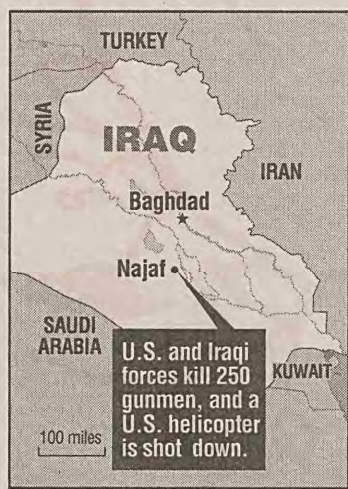 TURKEY
SYRIA
IRAQ
IRAN
Baghdad
Najaf
SAUDI
ARABIA
U.S. and Iraqi
forces kill 250
gunmen, and a
U.S. helicopter
is shot down.
KUWAIT
100 miles